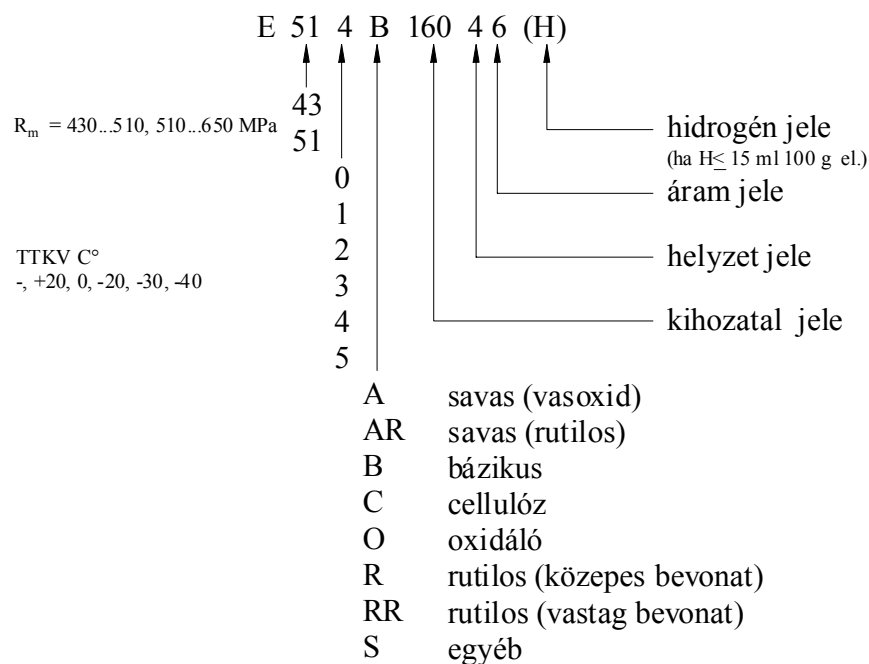 E 51 4 B 160 4 6 (H)
43
R_m = 430...510, 510...650 MPa
51
hidrogén jele
(ha H≤ 15 ml 100 g el.)
0
áram jele
1
2
TTKV C°
helyzet jele
-, +20, 0, -20, -30, -40
3
4
kihozatal jele
5
A savas (vasoxid)
AR savas (rutilos)
B bázikus
C cellulóz
O oxidáló
R rutilos (közepes bevonat)
RR rutilos (vastag bevonat)
S egyéb